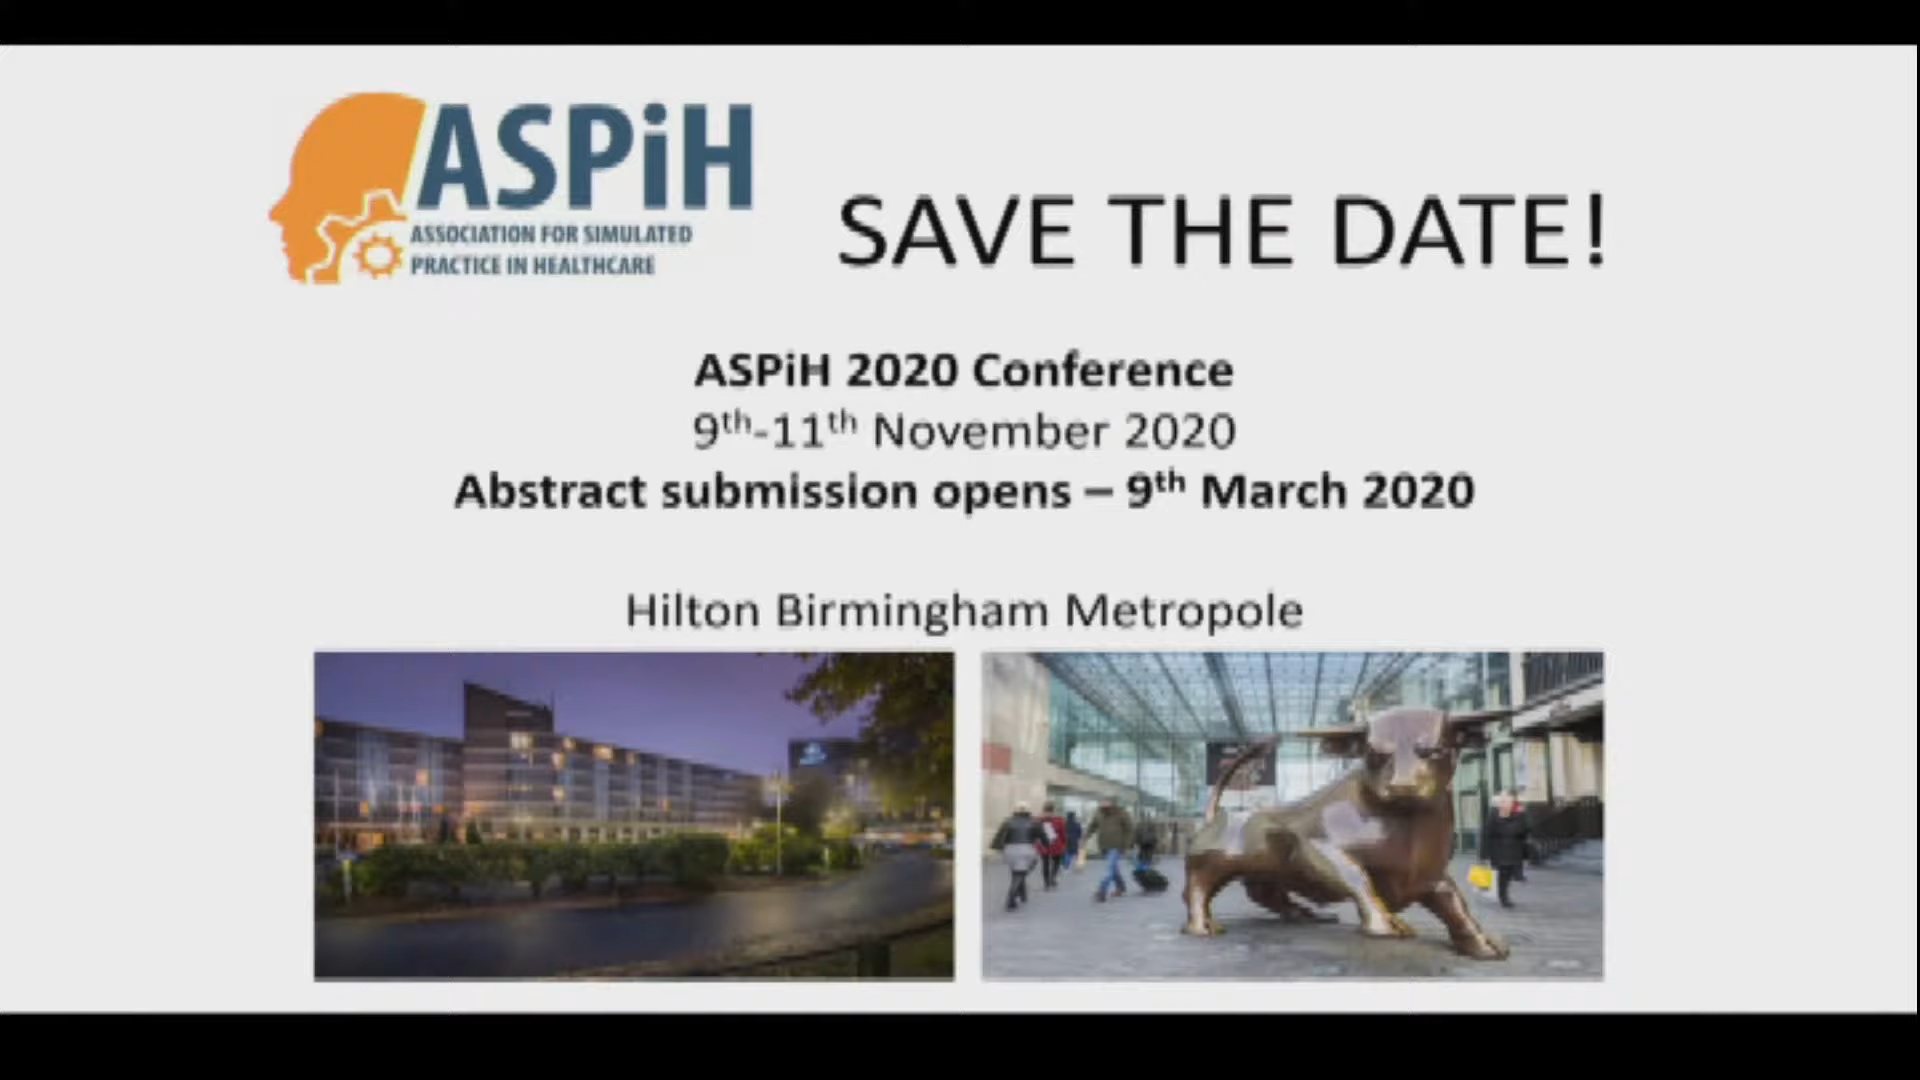 ASPiH
ASSOCIATION FOR SIMULATED
PRACTICE IN HEALTHCARE
SAVE THE DATE!
ASPiH 2020 Conference
9th-11th November 2020
Abstract submission opens – 9th March 2020
Hilton Birmingham Metropole